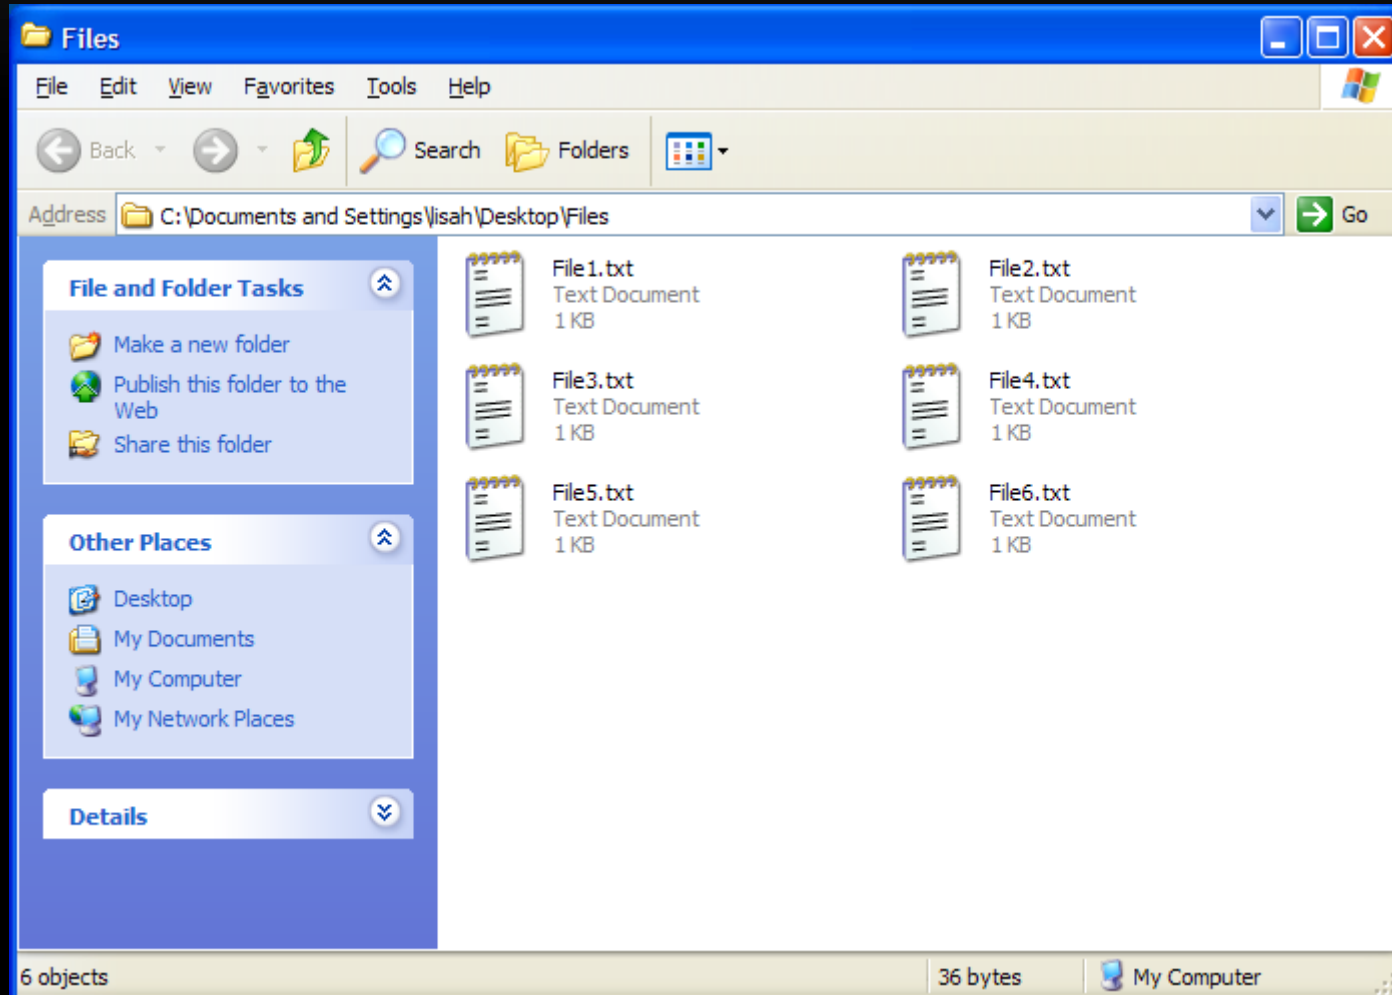 Files
File Edit View Favorites Tools Help
Back Search Folders
Address C:\Documents and Settings\lisah\Desktop\Files Go
File and Folder Tasks
Make a new folder
Publish this folder to the
Web
Share this folder
Other Places
Desktop
My Documents
My Computer
My Network Places
Details
File1.txt
Text Document
1 KB
File2.txt
Text Document
1 KB
File3.txt
Text Document
1 KB
File4.txt
Text Document
1 KB
File5.txt
Text Document
1 KB
File6.txt
Text Document
1 KB
6 objects 36 bytes My Computer